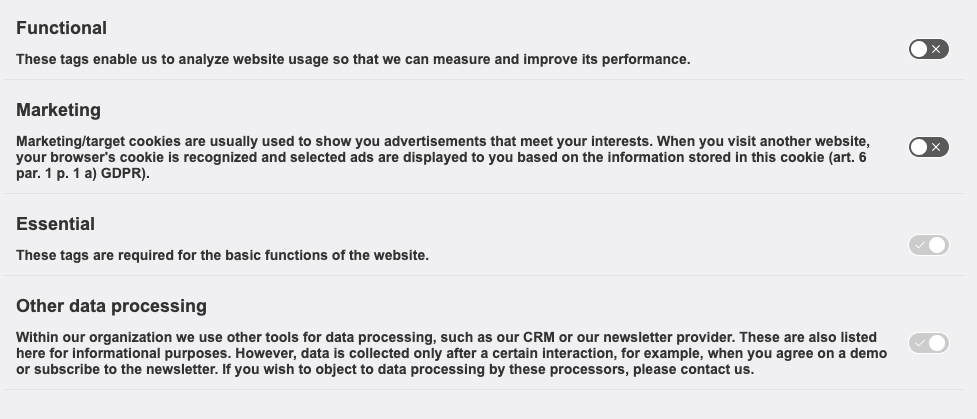 Functional
These tags enable us to analyze website usage so that we can measure and improve its performance.
Marketing
Marketing/target cookies are usually used to show you advertisements that meet your interests. When you visit another website,
your browser's cookie is recognized and selected ads are displayed to you based on the information stored in this cookie (art. 6
par. 1 p. 1 a) GDPR).
Essential
These tags are required for the basic functions of the website.
Other data processing
Within our organization we use other tools for data processing, such as our CRM or our newsletter provider. These are also listed
here for informational purposes. However, data is collected only after a certain interaction, for example, when you agree on a demo
or subscribe to the newsletter. If you wish to object to data processing by these processors, please contact us.